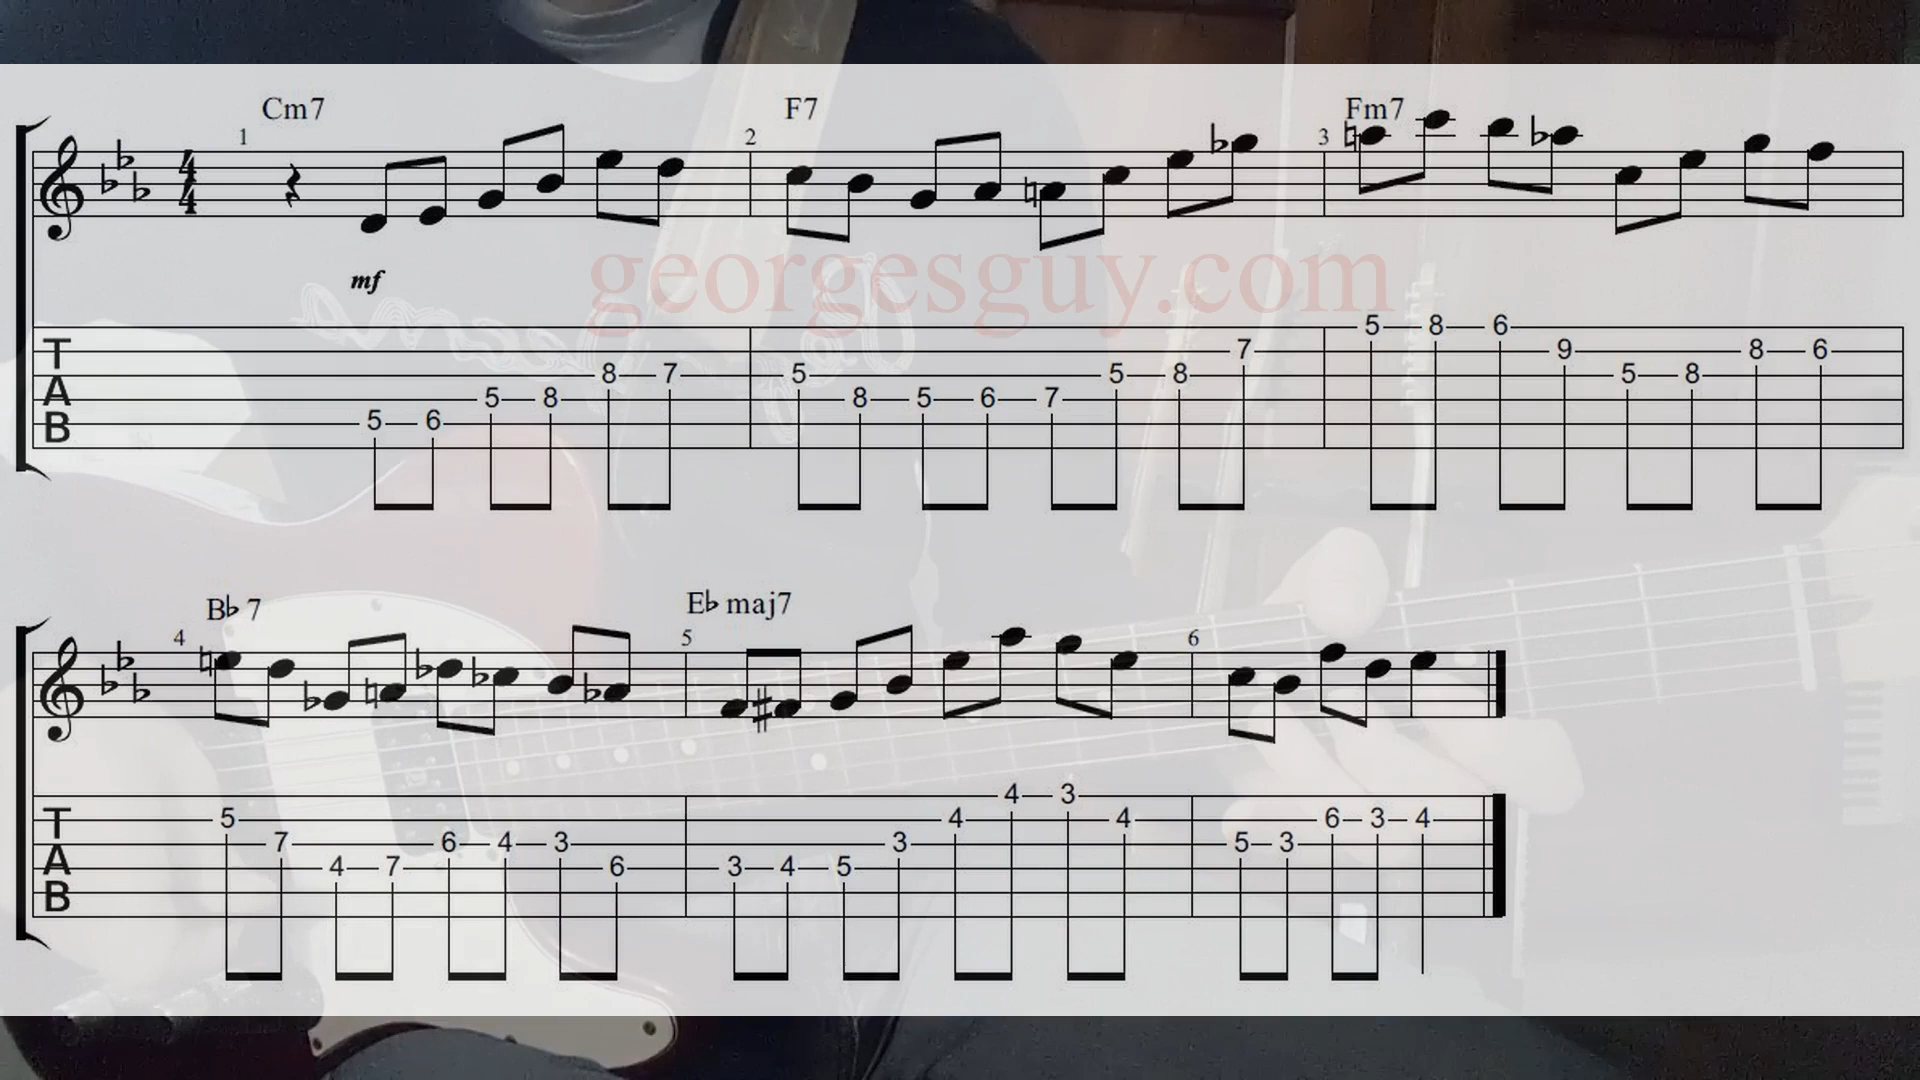 Cm7 F7 Fm7
1 2 3
4
4
mf
georgesguy.com
5 8 6
7 9 8 6
T 8 7 5 5 8 5 8
A 5 8 8 5 6 7
B 5 6
B♭7 E♭maj7
4 5 6
4 3
T 5 4 4 6 3 4
7 6 4 3 3 5 3
A 4 7 6 3 4 5
B